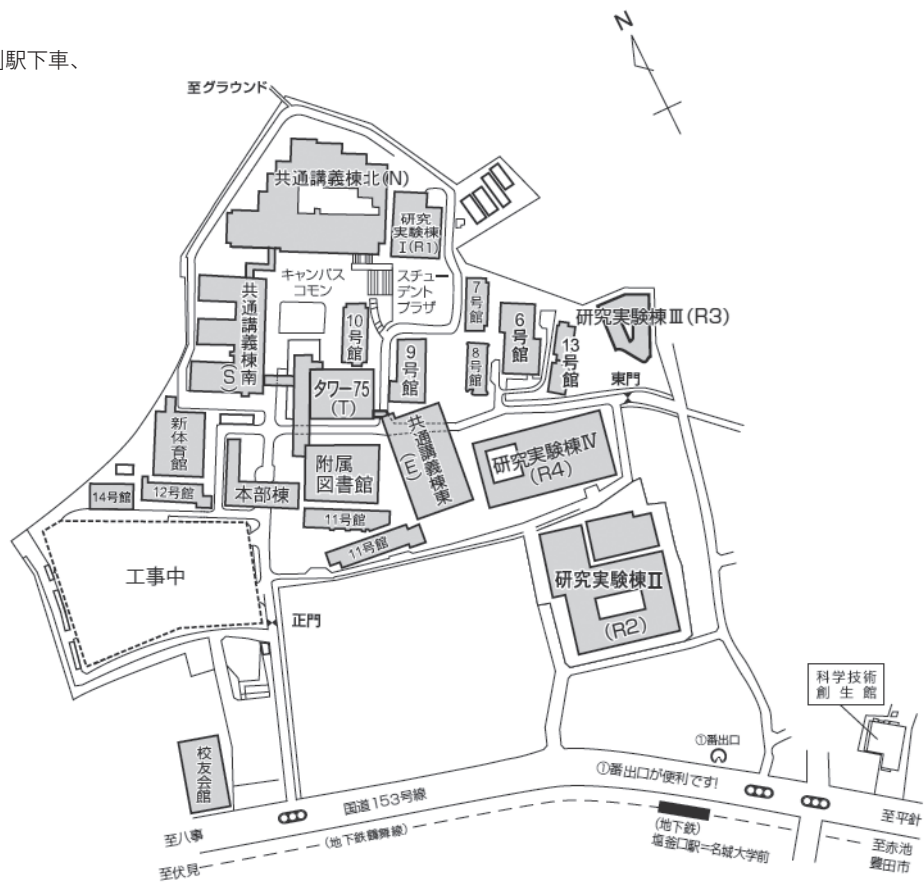 駅下車、
N
至グラウンド
共通講義棟北(N)
研究
実験棟
Ⅰ(R1)
キャンパス
コモン
スチュー
デント
プラザ
共通講義棟南
(S)
10号館
7号館
6号館
研究実験棟Ⅲ(R3)
13号館
9号館
8号館
東門
タワー75
(T)
新体育館
共通講義棟東
(E)
研究実験棟Ⅳ
(R4)
附属
図書館
本部棟
14号館
12号館
11号館
11号館
工事中
研究実験棟Ⅱ
(R2)
正門
科学技術
創生館
校友会館
①番出口
①番出口が便利です!
国道153号線
至八事
(地下鉄鶴舞線)
至伏見
(地下鉄)
塩釜口駅=名城大学前
至平針
至赤池
豊田市